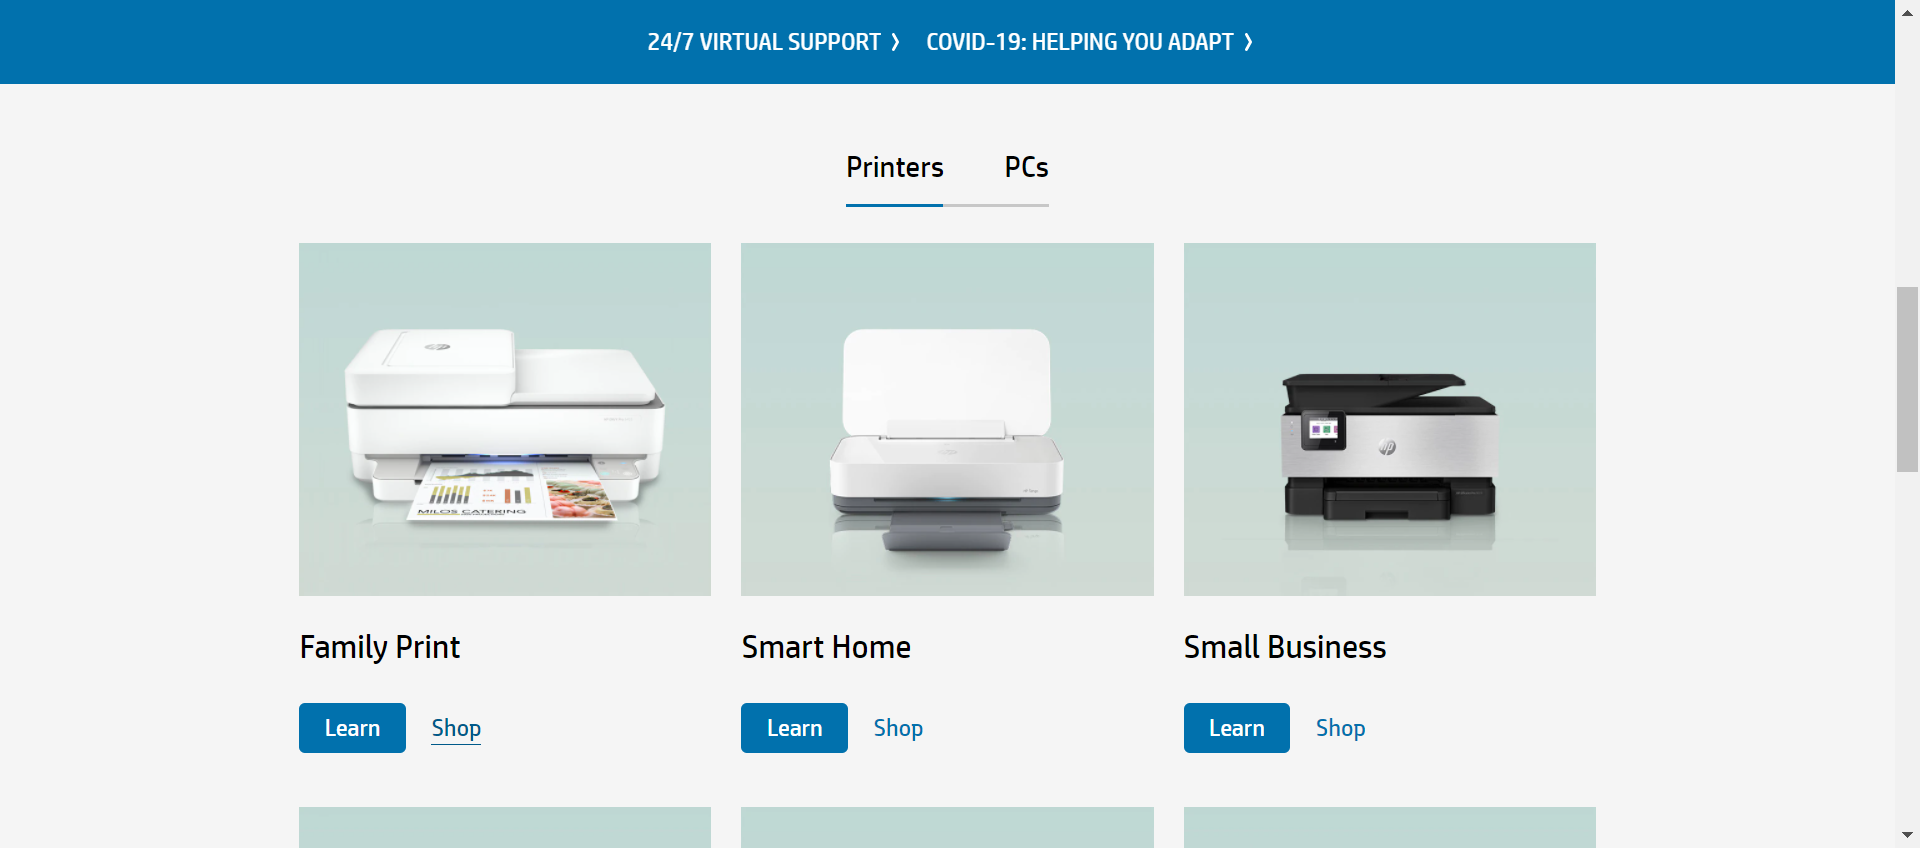 24/7 VIRTUAL SUPPORT ❯ COVID-19: HELPING YOU ADAPT ❯
Printers PCs
MILOS CATERING
hp
Family Print Smart Home Small Business
Learn Shop Learn Shop Learn Shop